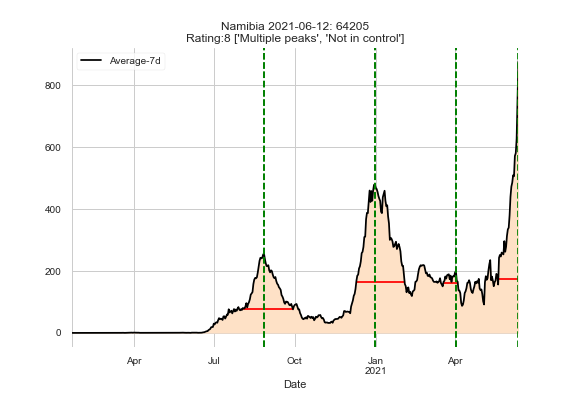 Namibia 2021-06-12: 64205
Rating:8 ['Multiple peaks', 'Not in control']
Average-7d
800
600
400
200
0
Apr
Jul
Oct
Jan
2021
Apr
Date